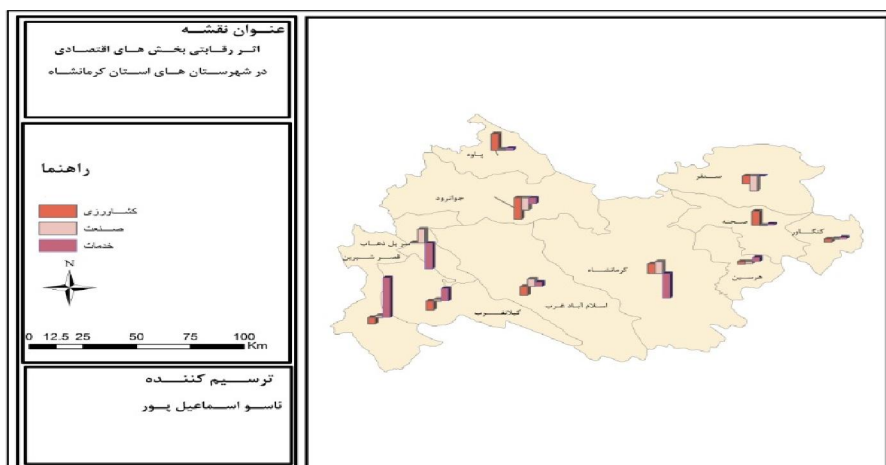 عنوان نقشه
اثر رقابتی بخش های اقتصادی
در شهرستان های استان کرمانشاه
راهنما
کشاورزی
صنعت
خدمات
N
0 12.5 25 50 75 100
Km
ترسیم کننده
تاسو اسماعیل پور
پاوه
جوانرود
سنقر
صحنه
کنگاور
هرسین
کرمانشاه
سرپل ذهاب
قصر شیرین
اسلام آباد غرب
گیلانغرب